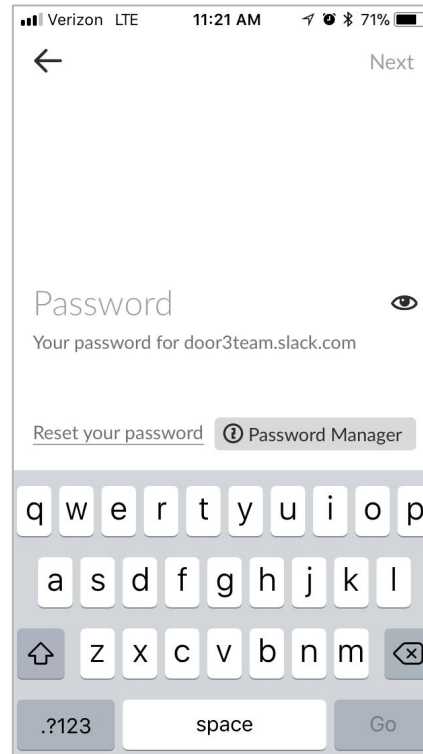 Verizon LTE 11:21 AM 71%
Next
Password
Your password for door3team.slack.com
Reset your password Password Manager
q w e r t y u i o p
a s d f g h j k l
z x c v b n m
.?123 space Go